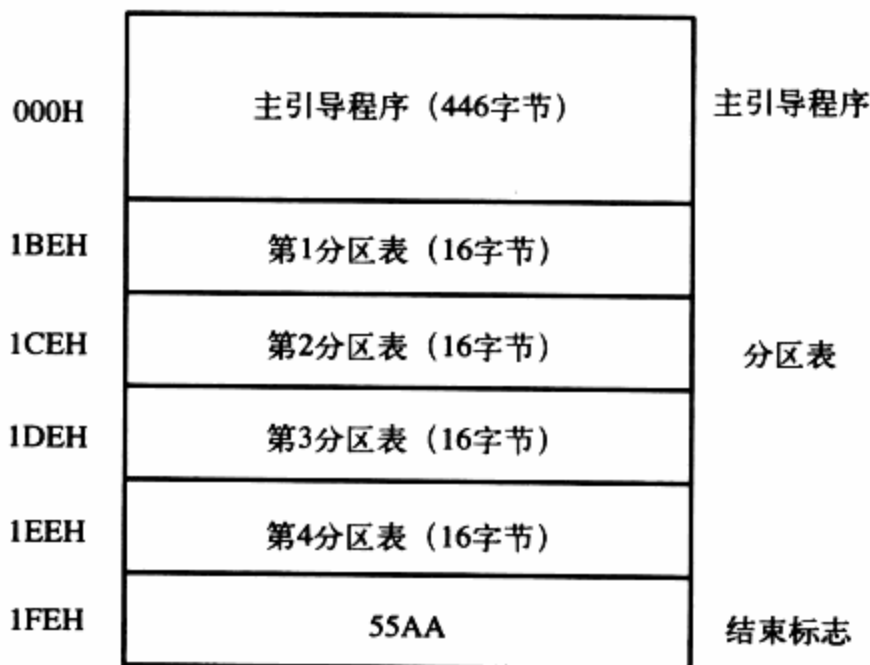 000H 主引导程序（446字节） 主引导程序
1BEH 第1分区表（16字节）
1CEH 第2分区表（16字节） 分区表
1DEH 第3分区表（16字节）
1EEH 第4分区表（16字节）
1FEH 55AA 结束标志